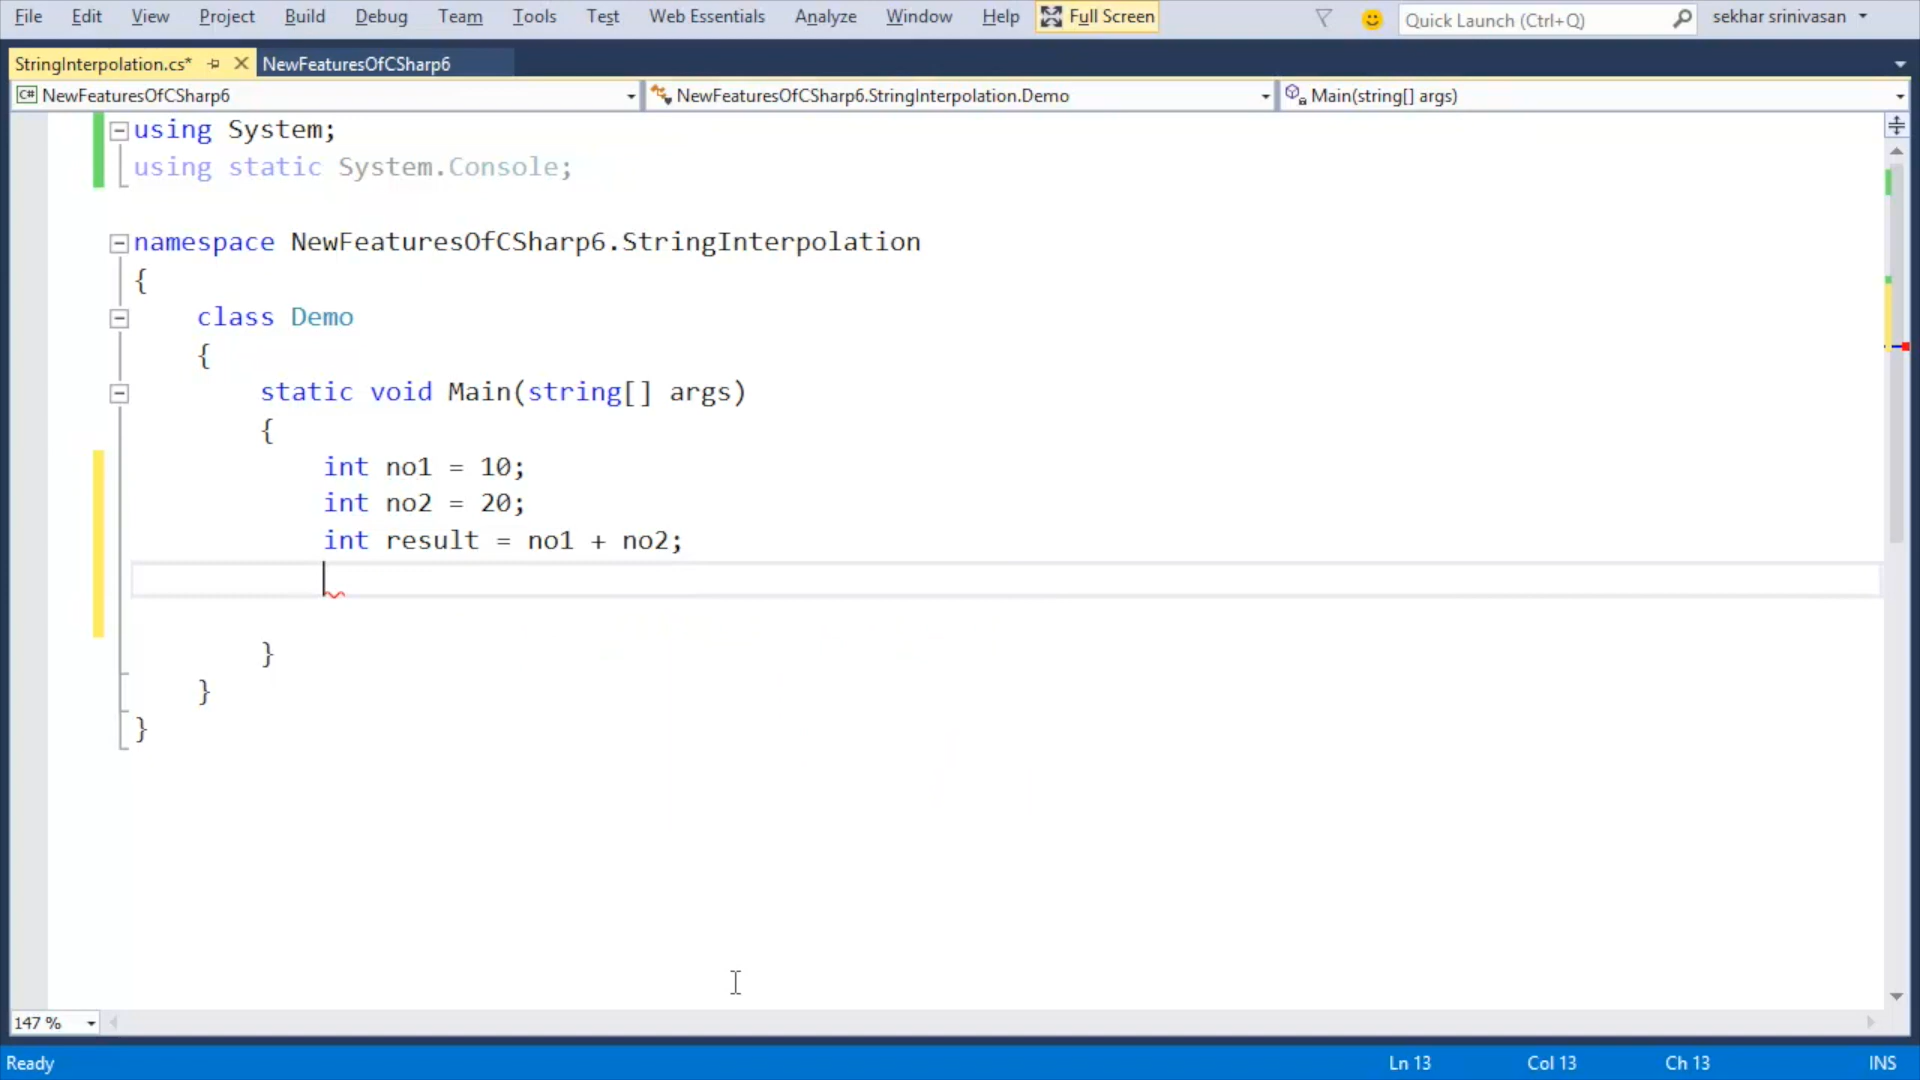 File Edit View Project Build Debug Team Tools Test Web Essentials Analyze Window Help Full Screen Quick Launch (Ctrl+Q) sekhar srinivasan
StringInterpolation.cs* NewFeaturesOfCSharp6
C# NewFeaturesOfCSharp6 NewFeaturesOfCSharp6.StringInterpolation.Demo Main(string[] args)
using System;
using static System.Console;
namespace NewFeaturesOfCSharp6.StringInterpolation
{
class Demo
{
static void Main(string[] args)
{
int no1 = 10;
int no2 = 20;
int result = no1 + no2;
}
}
}
147 %
Ready Ln 13 Col 13 Ch 13 INS